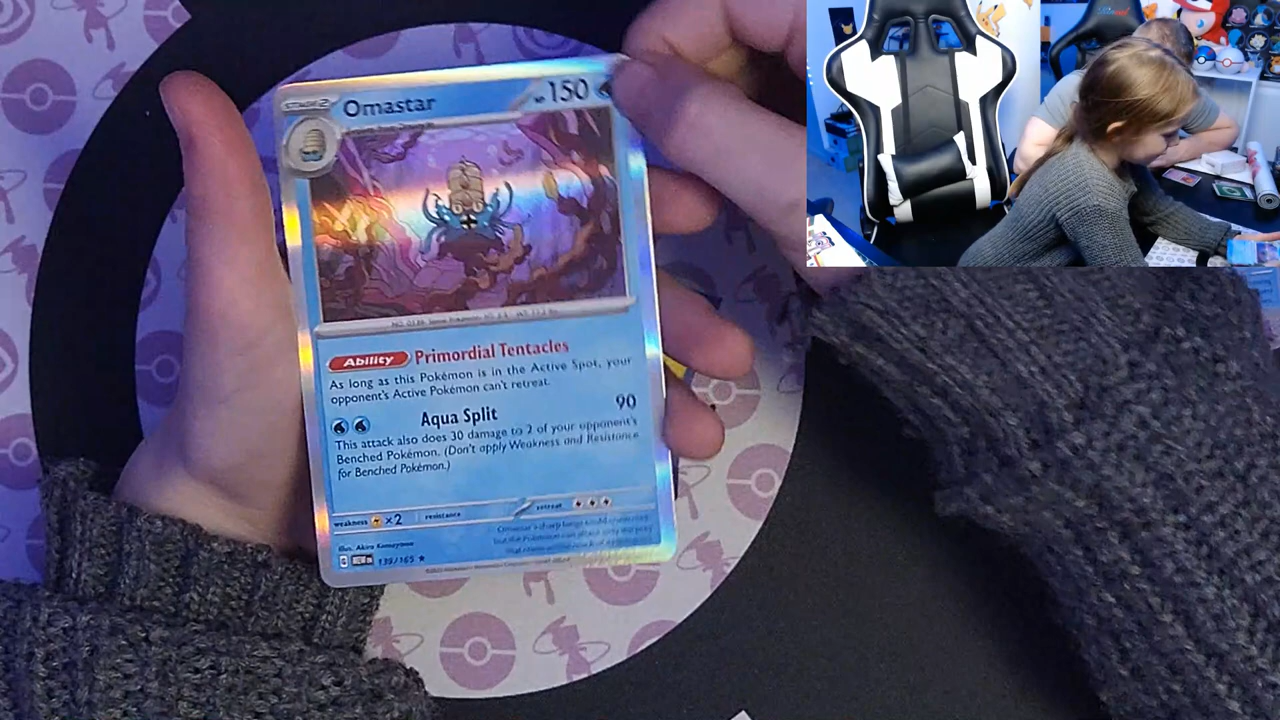 STAGE 2 Omastar HP 150
Ability Primordial Tentacles
As long as this Pokémon is in the Active Spot, your
opponent's Active Pokémon can't retreat.
Aqua Split 90
This attack also does 30 damage to 2 of your opponent's
Benched Pokémon. (Don't apply Weakness and Resistance
for Benched Pokémon.)
weakness ×2 resistance retreat
Illus. Akira Komayama
G MEW EN 139/165